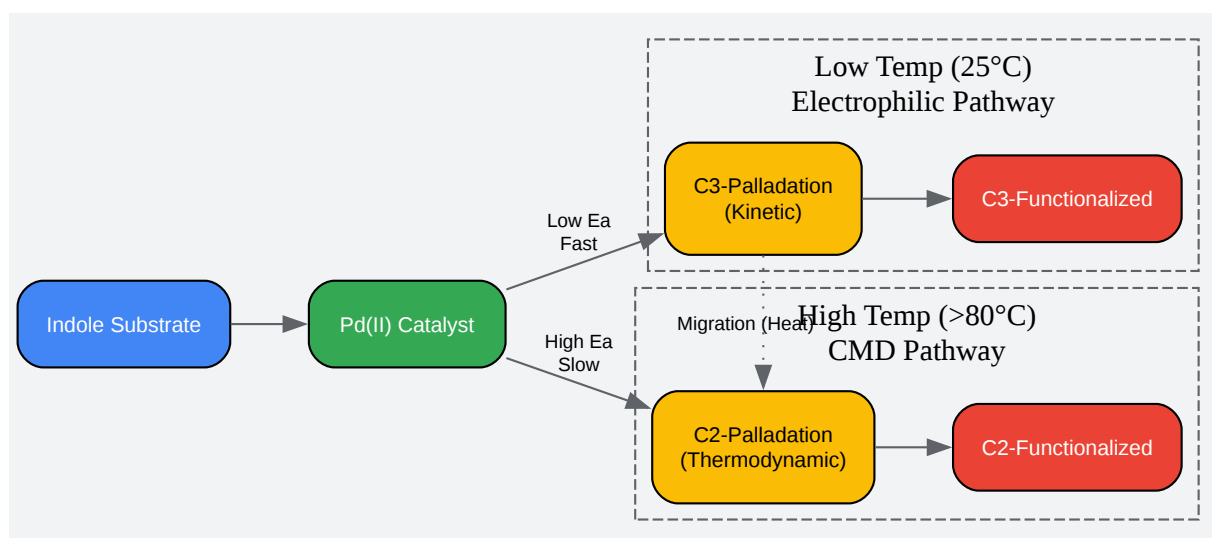 Low Temp (25°C)
Electrophilic Pathway
C3-Palladation
(Kinetic)
C3-Functionalized
Low Ea
Fast
Indole Substrate
Pd(II) Catalyst
High Ea
Slow
Migration (Heat)
High Temp (>80°C)
CMD Pathway
C2-Palladation
(Thermodynamic)
C2-Functionalized